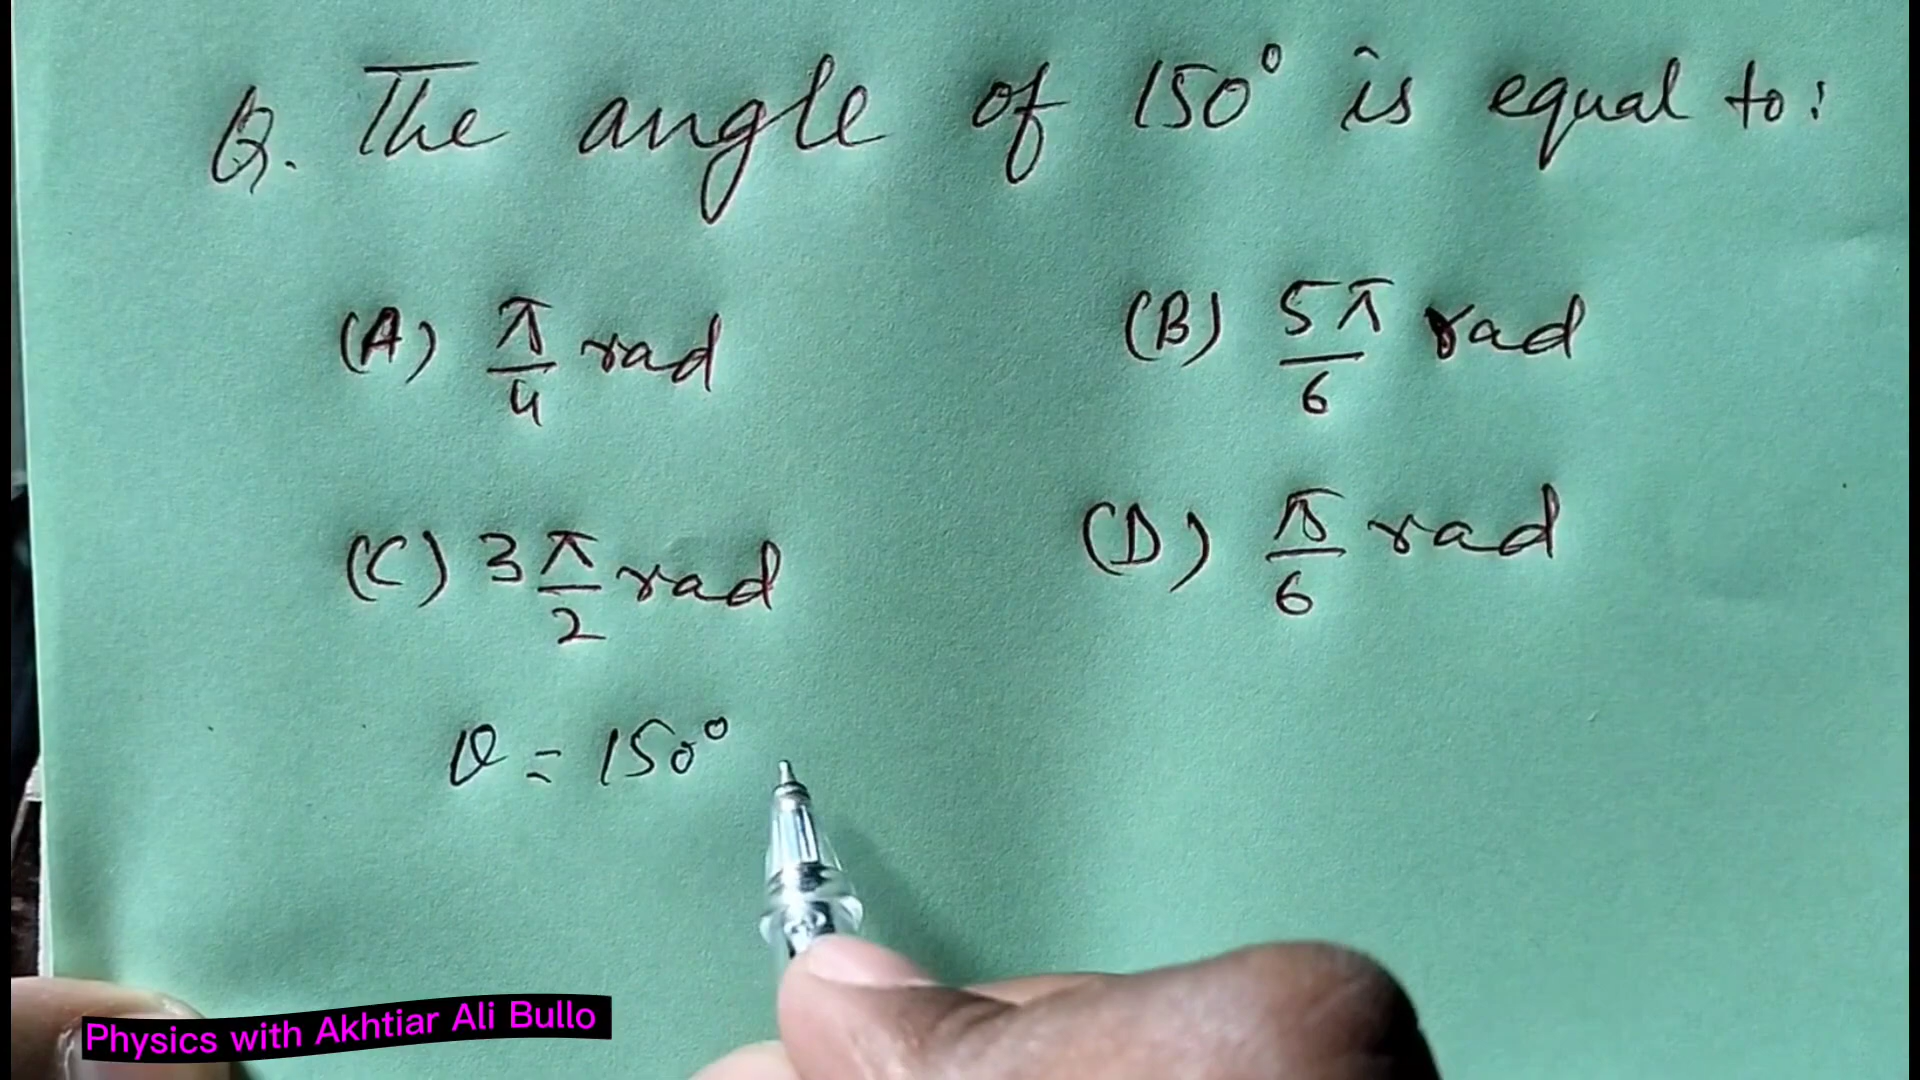 Q. The angle of 150° is equal to:
(A) π/4 rad (B) 5π/6 rad
(C) 3π/2 rad (D) π/6 rad
θ = 150°
Physics with Akhtiar Ali Bullo